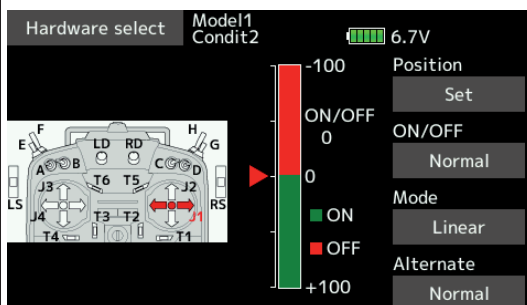 Hardware select
Model1
Condit2
6.7V
F
E
LD
RD
H
G
A
B
C
D
J3
T6
T5
J2
LS
J4
T3
T2
J1
RS
T4
T1
-100
ON/OFF
0
0
ON
OFF
+100
Position
Set
ON/OFF
Normal
Mode
Linear
Alternate
Normal